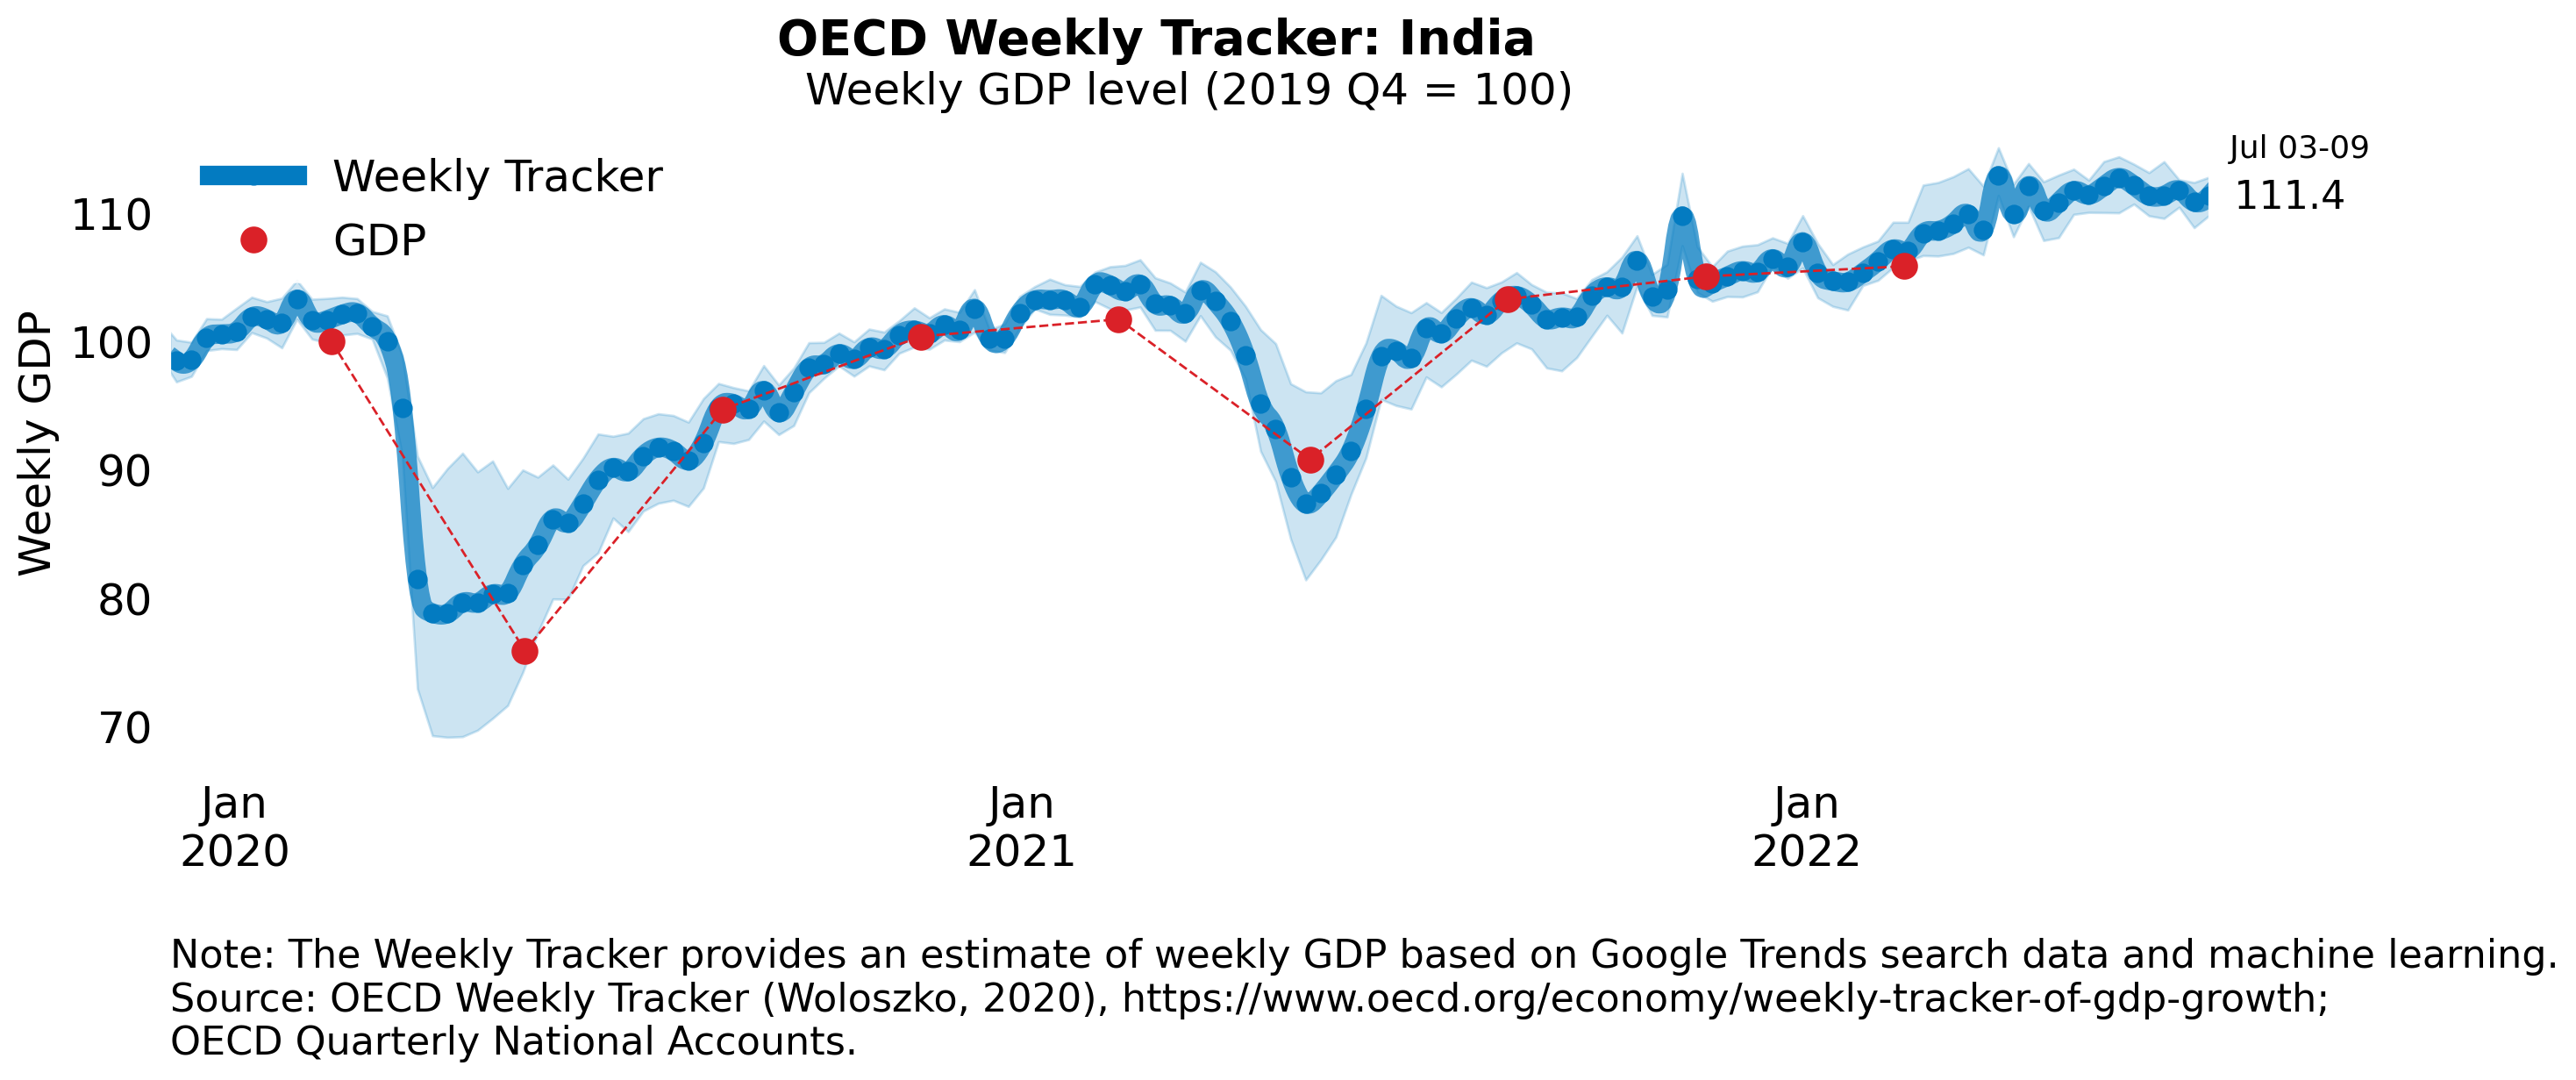 OECD Weekly Tracker: India
Weekly GDP level (2019 Q4 = 100)
Weekly Tracker
GDP
Jul 03-09
111.4
Weekly GDP
110
100
90
80
70
Jan
2020
Jan
2021
Jan
2022
Note: The Weekly Tracker provides an estimate of weekly GDP based on Google Trends search data and machine learning.
Source: OECD Weekly Tracker (Woloszko, 2020), https://www.oecd.org/economy/weekly-tracker-of-gdp-growth;
OECD Quarterly National Accounts.